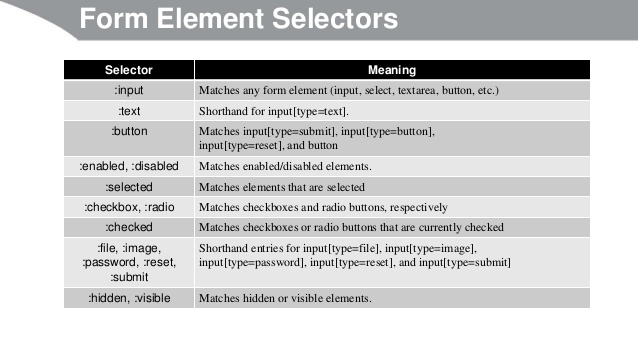 Form Element Selectors
Selector Meaning
:input Matches any form element (input, select, textarea, button, etc.)
:text Shorthand for input[type=text].
:button Matches input[type=submit], input[type=button],
input[type=reset], and button
:enabled, :disabled Matches enabled/disabled elements.
:selected Matches elements that are selected
:checkbox, :radio Matches checkboxes and radio buttons, respectively
:checked Matches checkboxes or radio buttons that are currently checked
:file, :image, Shorthand entries for input[type=file], input[type=image],
:password, :reset, input[type=password], input[type=reset], and input[type=submit]
:submit
:hidden, :visible Matches hidden or visible elements.